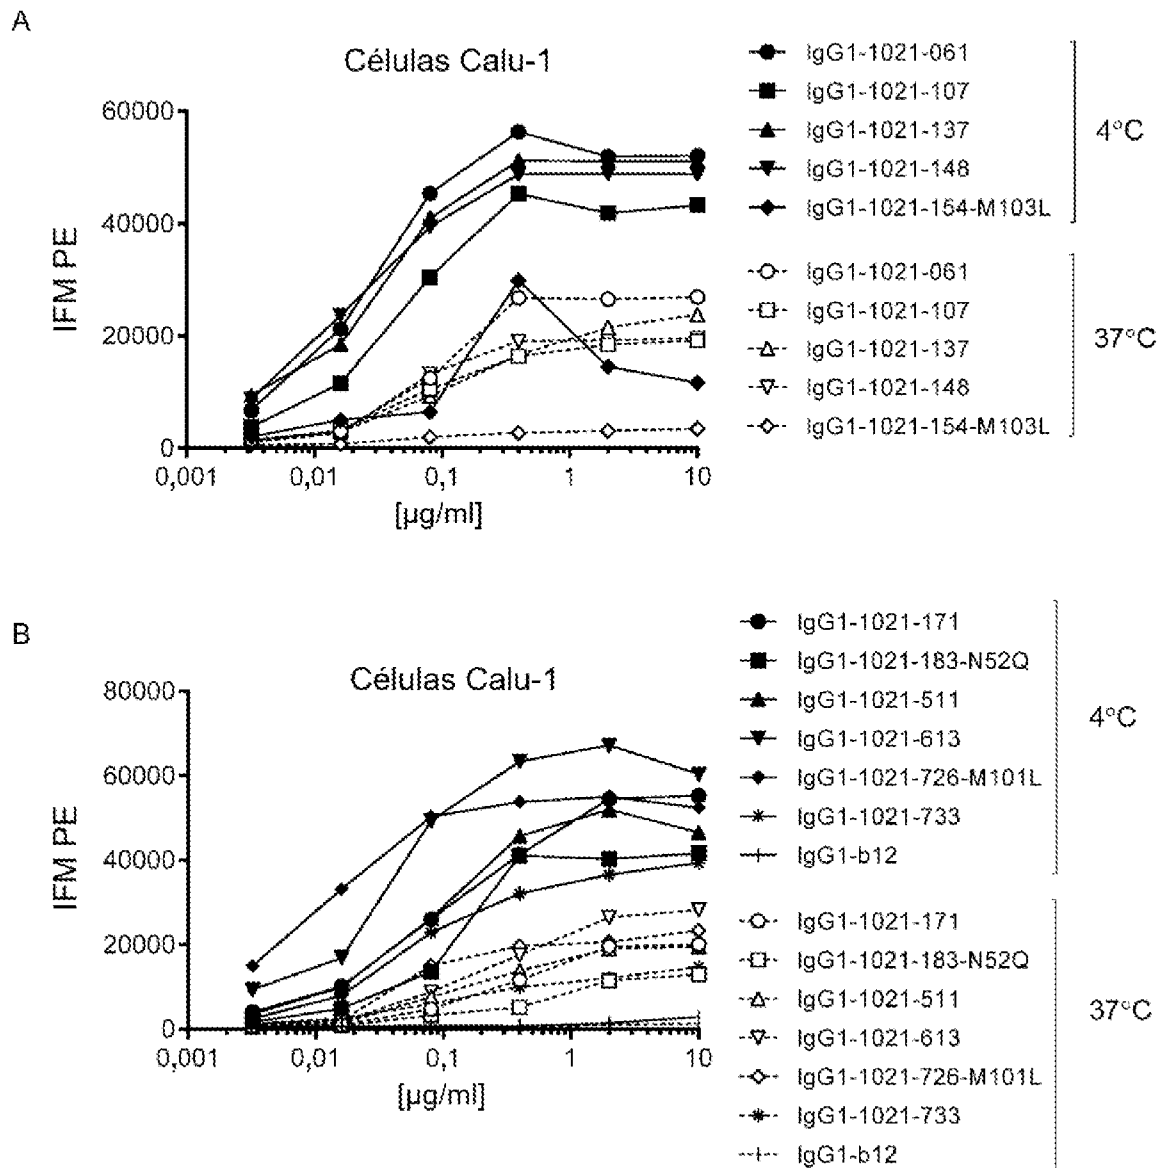 A
Células Calu-1
60000
40000
20000
0
IFM PE
0,001
0,01
0,1
1
10
[µg/ml]
IgG1-1021-061
IgG1-1021-107
IgG1-1021-137
IgG1-1021-148
IgG1-1021-154-M103L
4°C
IgG1-1021-061
IgG1-1021-107
IgG1-1021-137
IgG1-1021-148
IgG1-1021-154-M103L
37°C
B
Células Calu-1
80000
60000
40000
20000
0
IFM PE
0,001
0,01
0,1
1
10
[µg/ml]
IgG1-1021-171
IgG1-1021-183-N52Q
IgG1-1021-511
IgG1-1021-613
IgG1-1021-726-M101L
IgG1-1021-733
IgG1-b12
4°C
IgG1-1021-171
IgG1-1021-183-N52Q
IgG1-1021-511
IgG1-1021-613
IgG1-1021-726-M101L
IgG1-1021-733
IgG1-b12
37°C